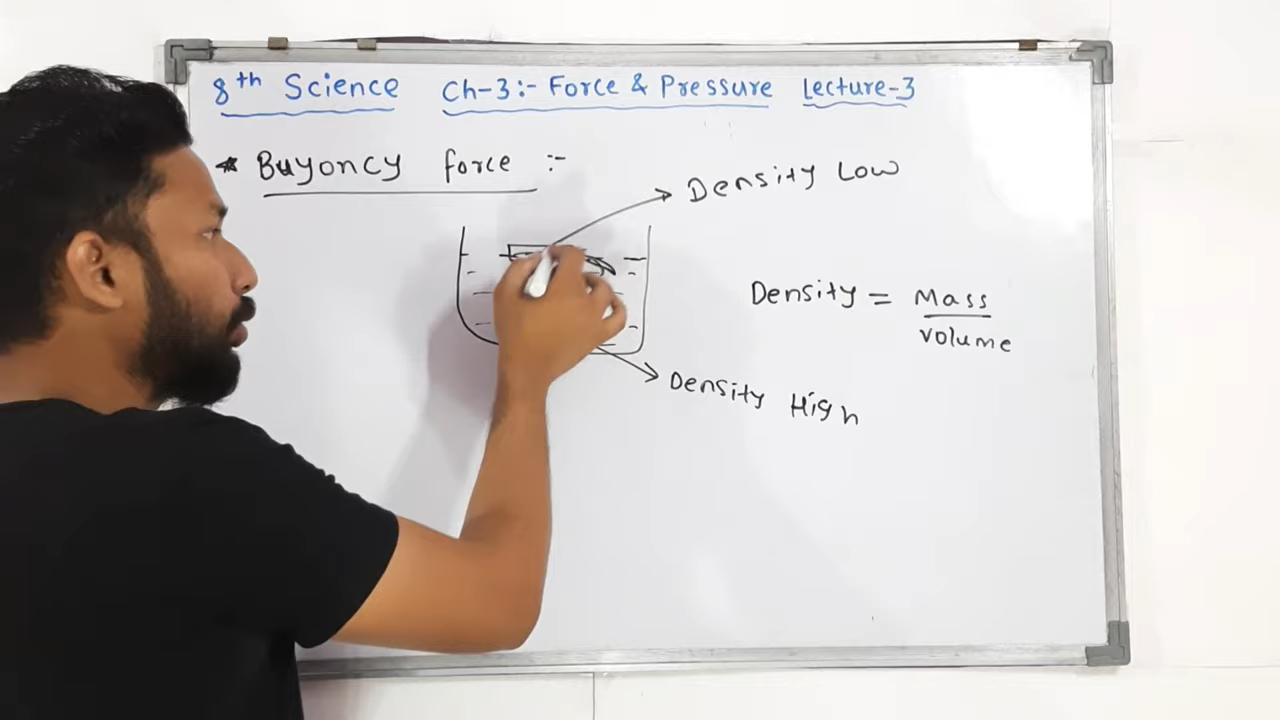 8th Science Ch-3:- Force & Pressure Lecture-3
* Buyoncy force :-
Density Low
Density = Mass
volume
Density High